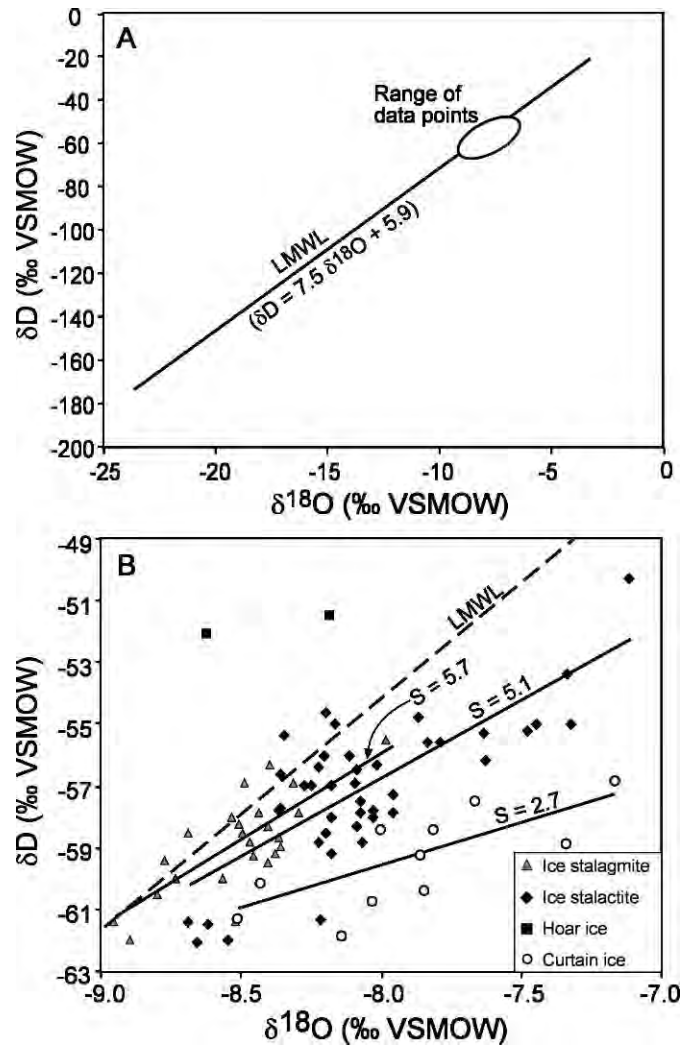 A
0
-20
-40
-60
-80
-100
-120
-140
-160
-180
-200
δD (‰ VSMOW)
Range of
data points
LMWL
(δD = 7.5 δ18O + 5.9)
-25
-20
-15
-10
-5
0
δ18O (‰ VSMOW)
B
-49
-51
-53
-55
-57
-59
-61
-63
δD (‰ VSMOW)
LMWL
S = 5.7
S = 5.1
S = 2.7
Ice stalagmite
Ice stalactite
Hoar ice
Curtain ice
-9.0
-8.5
-8.0
-7.5
-7.0
δ18O (‰ VSMOW)